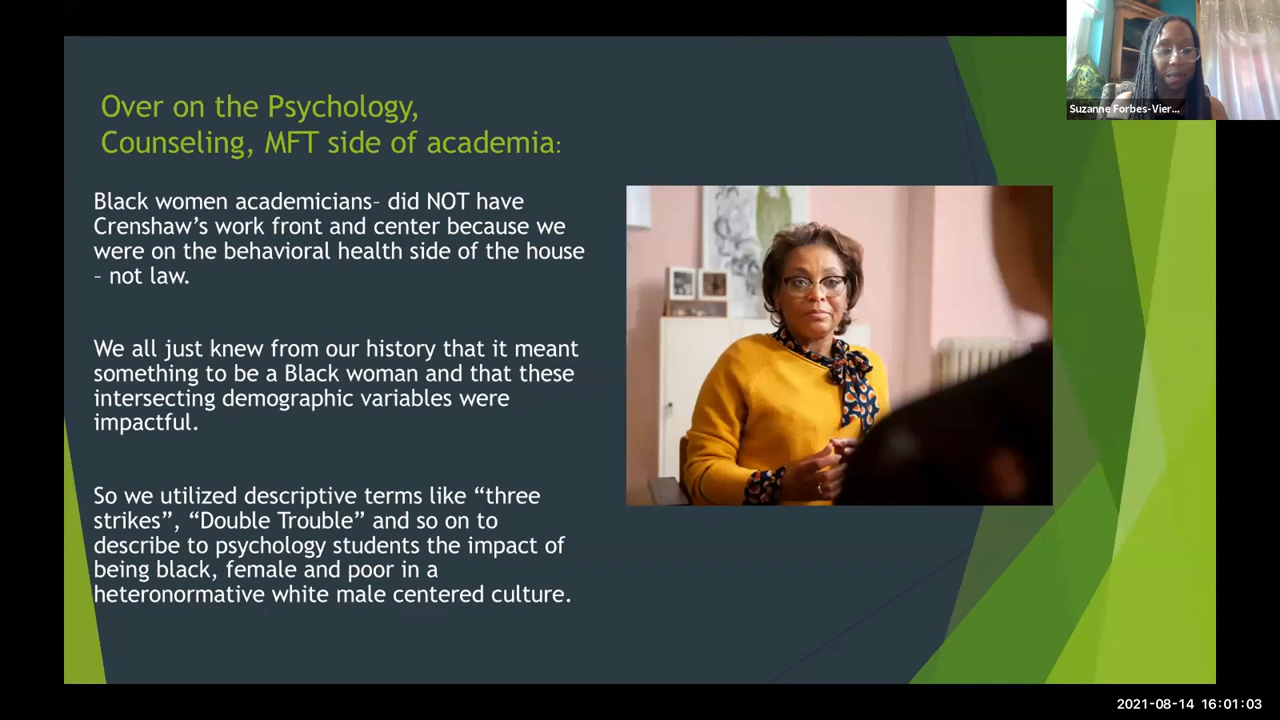 Over on the Psychology,
Counseling, MFT side of academia:
Black women academicians– did NOT have
Crenshaw’s work front and center because we
were on the behavioral health side of the house
– not law.
We all just knew from our history that it meant
something to be a Black woman and that these
intersecting demographic variables were
impactful.
So we utilized descriptive terms like “three
strikes”, “Double Trouble” and so on to
describe to psychology students the impact of
being black, female and poor in a
heteronormative white male centered culture.
Suzanne Forbes-Vier...
2021-08-14 16:01:03